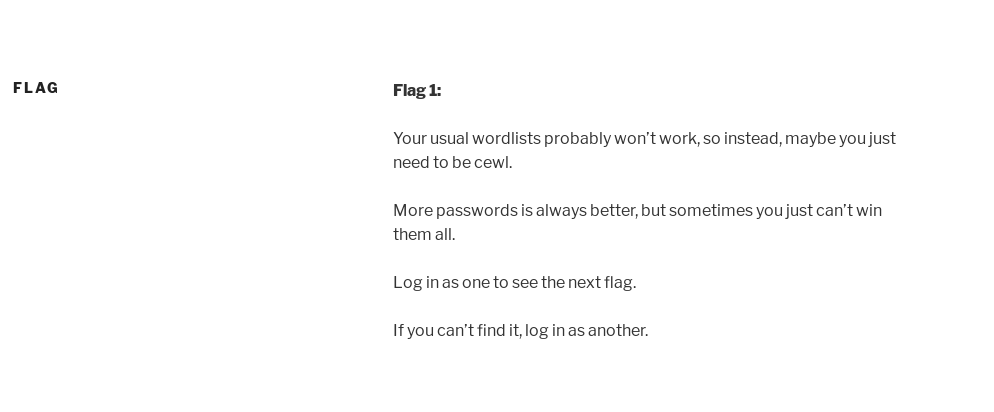 FLAG
Flag 1:
Your usual wordlists probably won’t work, so instead, maybe you just
need to be cewl.
More passwords is always better, but sometimes you just can’t win
them all.
Log in as one to see the next flag.
If you can’t find it, log in as another.